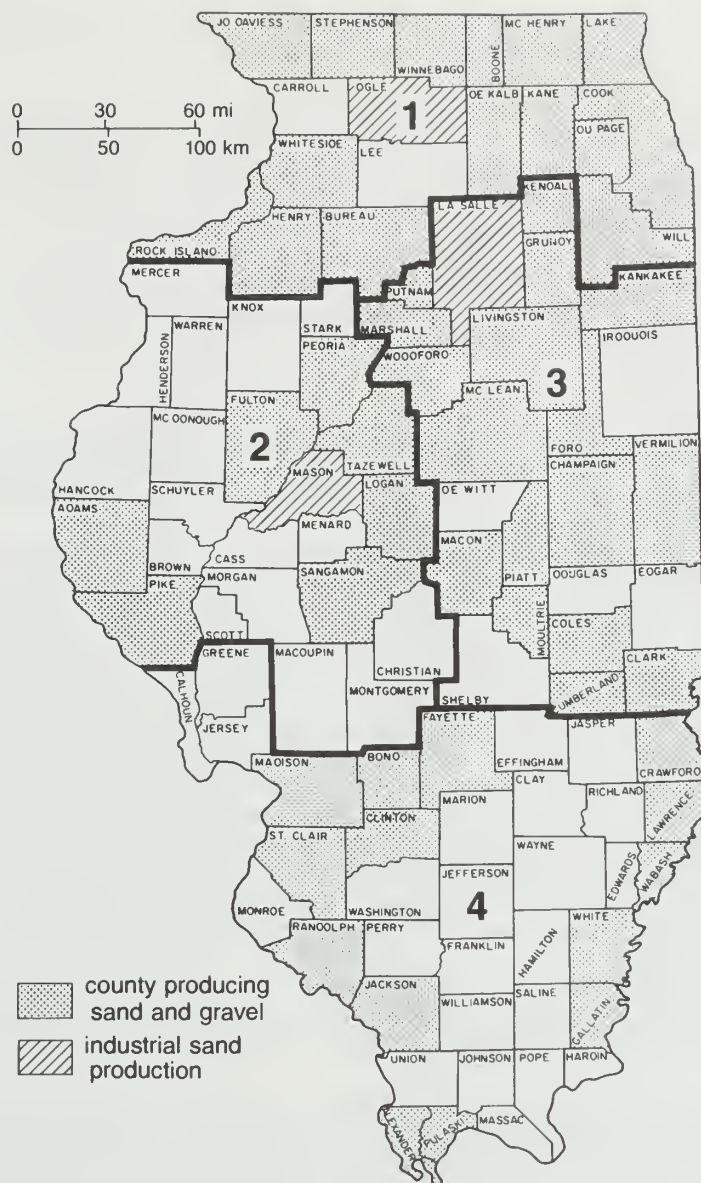 JO DAVIESS
STEPHENSON
WINNEBAGO
BOONE
MC HENRY
LAKE
CARROLL
OGLE
DE KALB
KANE
COOK
0 60 mi
0 50 100 km
1
DU PAGE
WHITESIDE
LEE
KENDALL
HENRY
BUREAU
LA SALLE
GRUNDY
WILL
ROCK ISLAND
MERCER
PUTNAM
KANKAKEE
KNOX
STARK
MARSHALL
LIVINGSTON
IROQUOIS
WARREN
HENDERSON
PEORIA
WOODFORD
3
FULTON
MC LEAN
MC DONOUGH
2
TAZEWELL
FORD
VERMILION
MASON
LOGAN
CHAMPAIGN
HANCOCK
SCHUYLER
DE WITT
ADAMS
MENARD
MACON
BROWN
CASS
PIKE
MORGAN
SANGAMON
PIATT
DOUGLAS
EDGAR
MOULTRIE
COLES
SCOTT
GREENE
MACOUPIN
CHRISTIAN
CLARK
CALHOUN
MONTGOMERY
SHELBY
CUMBERLAND
JERSEY
FAYETTE
JASPER
MADISON
BOND
EFFINGHAM
CLAY
CRAWFORD
MARION
RICHLAND
CLINTON
LAWRENCE
ST. CLAIR
WAYNE
EDWARDS
WABASH
JEFFERSON
4
MONROE
WASHINGTON
RANDOLPH
PERRY
FRANKLIN
HAMILTON
WHITE
JACKSON
WILLIAMSON
SALINE
GALLATIN
county producing
sand and gravel
industrial sand
production
UNION
JOHNSON
POPE
HARDIN
ALEXANDER
PULASKI
MASSAC